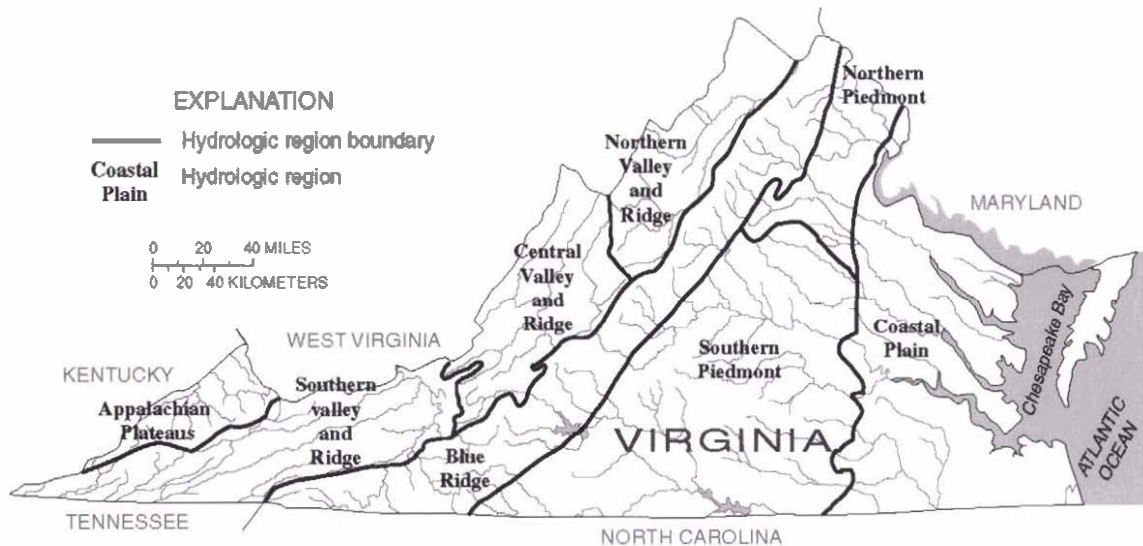 EXPLANATION
Hydrologic region boundary
Coastal
Plain
Hydrologic region
0 20 40 MILES
0 20 40 KILOMETERS
Northern
Piedmont
Northern
Valley
and
Ridge
MARYLAND
Central
Valley
and
Ridge
WEST VIRGINIA
KENTUCKY
Appalachian
Plateaus
Southern
valley
and
Ridge
Southern
Piedmont
Coastal
Plain
Chesapeake Bay
VIRGINIA
Blue
Ridge
ATLANTIC
OCEAN
TENNESSEE
NORTH CAROLINA